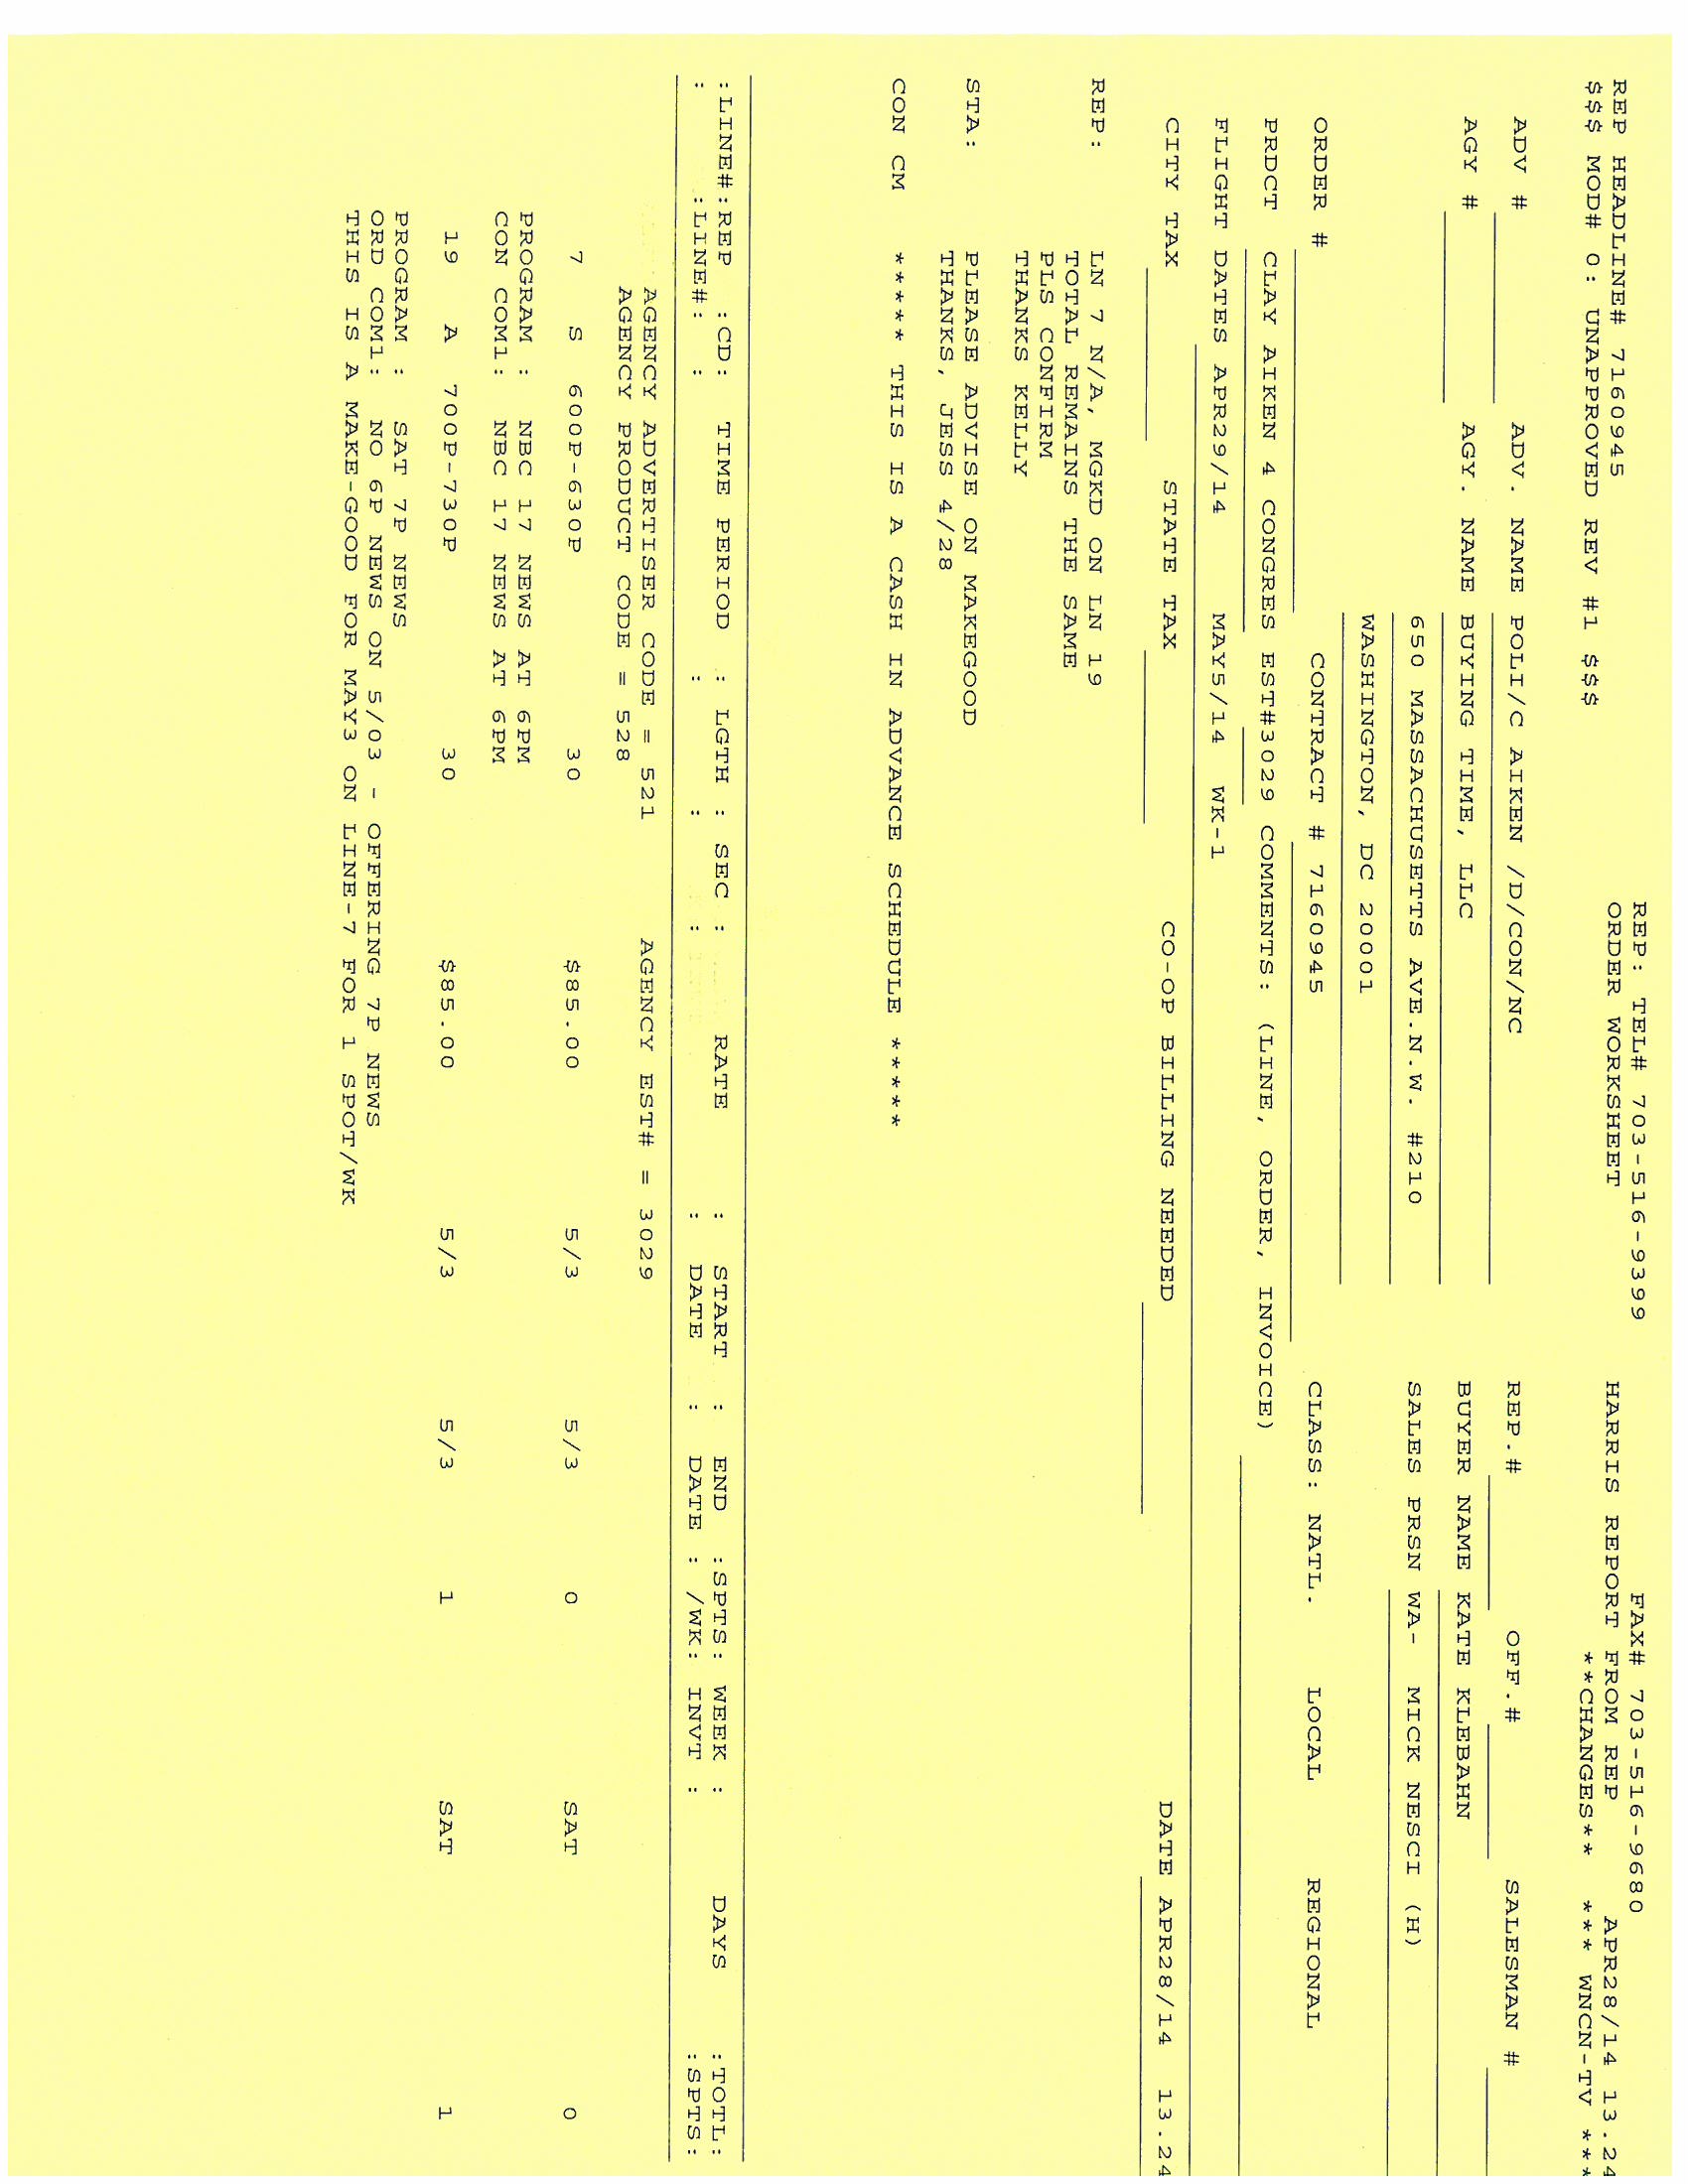 REP: TEL# 703-516-9399 FAX# 703-516-9680
REP HEADLINE# 7160945 ORDER WORKSHEET HARRIS REPORT FROM REP APR28/14 13.24
$$$ MOD# 0: UNAPPROVED REV #1 $$$ **CHANGES** *** WNCN-TV ***
ADV # ADV. NAME POLI/C AIKEN /D/CON/NC REP.# OFF.# SALESMAN #
AGY # AGY. NAME BUYING TIME, LLC BUYER NAME KATE KLEBAHN
650 MASSACHUSETTS AVE.N.W. #210 SALES PRSN WA- MICK NESCI (H)
WASHINGTON, DC 20001
ORDER # CONTRACT # 7160945 CLASS: NATL. LOCAL REGIONAL
PRDCT CLAY AIKEN 4 CONGRES EST#3029 COMMENTS: (LINE, ORDER, INVOICE)
FLIGHT DATES APR29/14 MAY5/14 WK-1
CITY TAX STATE TAX CO-OP BILLING NEEDED DATE APR28/14 13.24
REP: LN 7 N/A, MGKD ON LN 19
TOTAL REMAINS THE SAME
PLS CONFIRM
THANKS KELLY
STA: PLEASE ADVISE ON MAKEGOOD
THANKS, JESS 4/28
CON CM ***** THIS IS A CASH IN ADVANCE SCHEDULE *****
:LINE#:REP :CD: TIME PERIOD : LGTH : SEC : RATE : START : END :SPTS: WEEK : DAYS :TOTL:
: :LINE#: : : : : : DATE : DATE : /WK: INVT : :SPTS:
AGENCY ADVERTISER CODE = 521 AGENCY EST# = 3029
AGENCY PRODUCT CODE = 528
7 S 600P-630P 30 $85.00 5/3 5/3 0 SAT 0
PROGRAM : NBC 17 NEWS AT 6PM
CON COM1: NBC 17 NEWS AT 6PM
19 A 700P-730P 30 $85.00 5/3 5/3 1 SAT 1
PROGRAM : SAT 7P NEWS
ORD COM1: NO 6P NEWS ON 5/03 - OFFERING 7P NEWS
THIS IS A MAKE-GOOD FOR MAY3 ON LINE-7 FOR 1 SPOT/WK